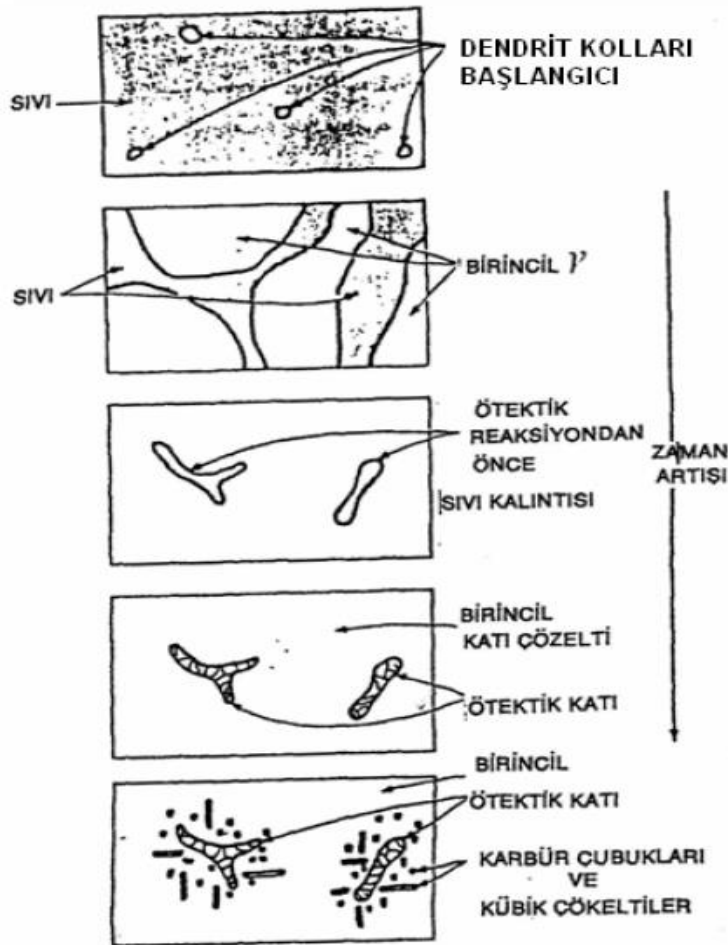 DENDRİT KOLLARI
BAŞLANGICI
SIVI
BİRİNCİL γ'
SIVI
ÖTEKTİK
REAKSİYONDAN
ÖNCE
SIVI KALINTISI
ZAMAN
ARTIŞI
BİRİNCİL
KATI ÇÖZELTİ
ÖTEKTİK KATI
BİRİNCİL
ÖTEKTİK KATI
KARBÜR ÇUBUKLARI
VE
KÜBİK ÇÖKELTİLER